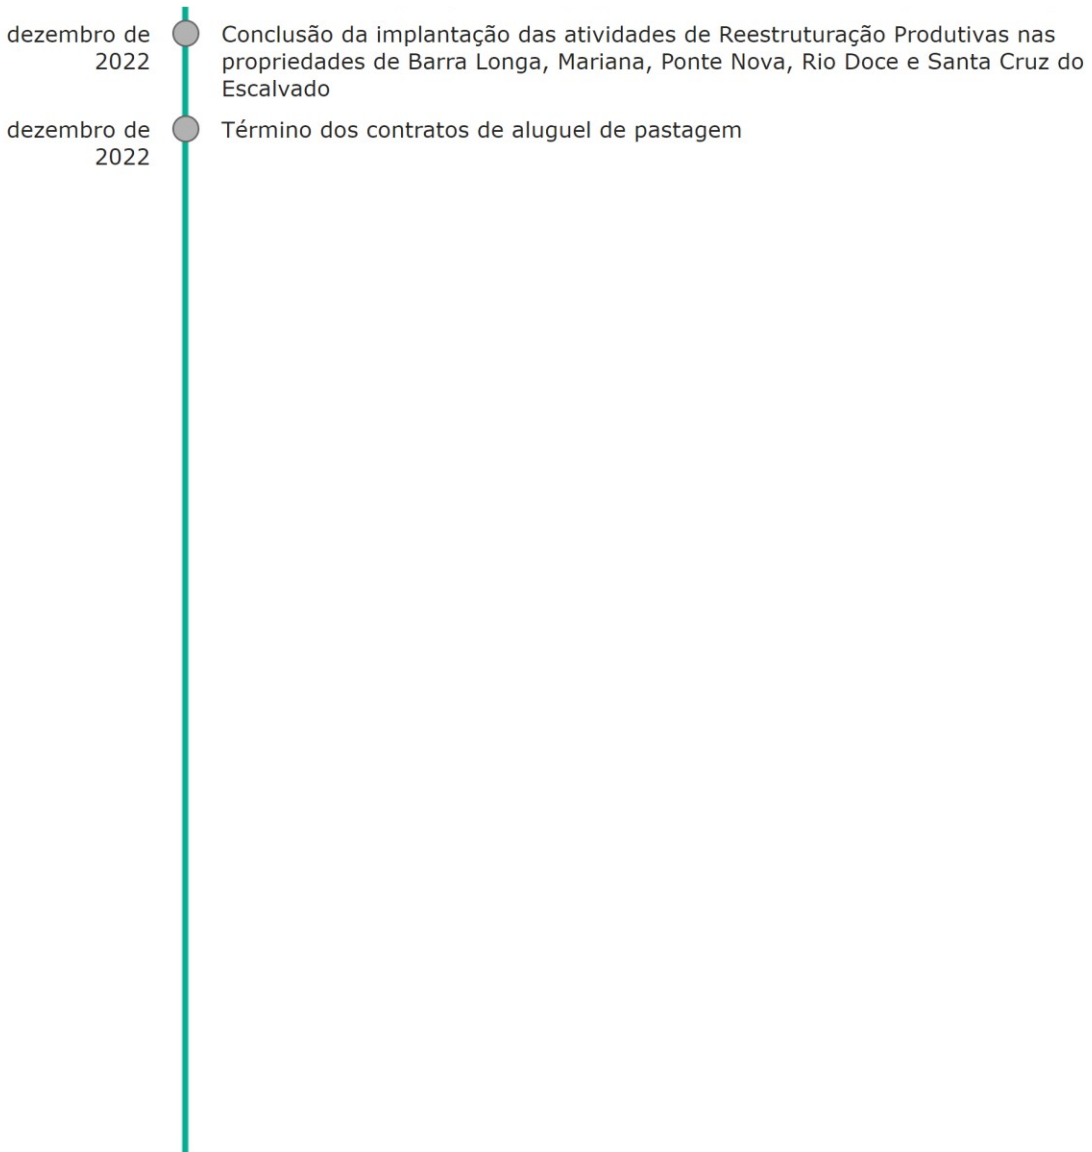 dezembro de
2022
Conclusão da implantação das atividades de Reestruturação Produtivas nas
propriedades de Barra Longa, Mariana, Ponte Nova, Rio Doce e Santa Cruz do
Escalvado
dezembro de
2022
Término dos contratos de aluguel de pastagem